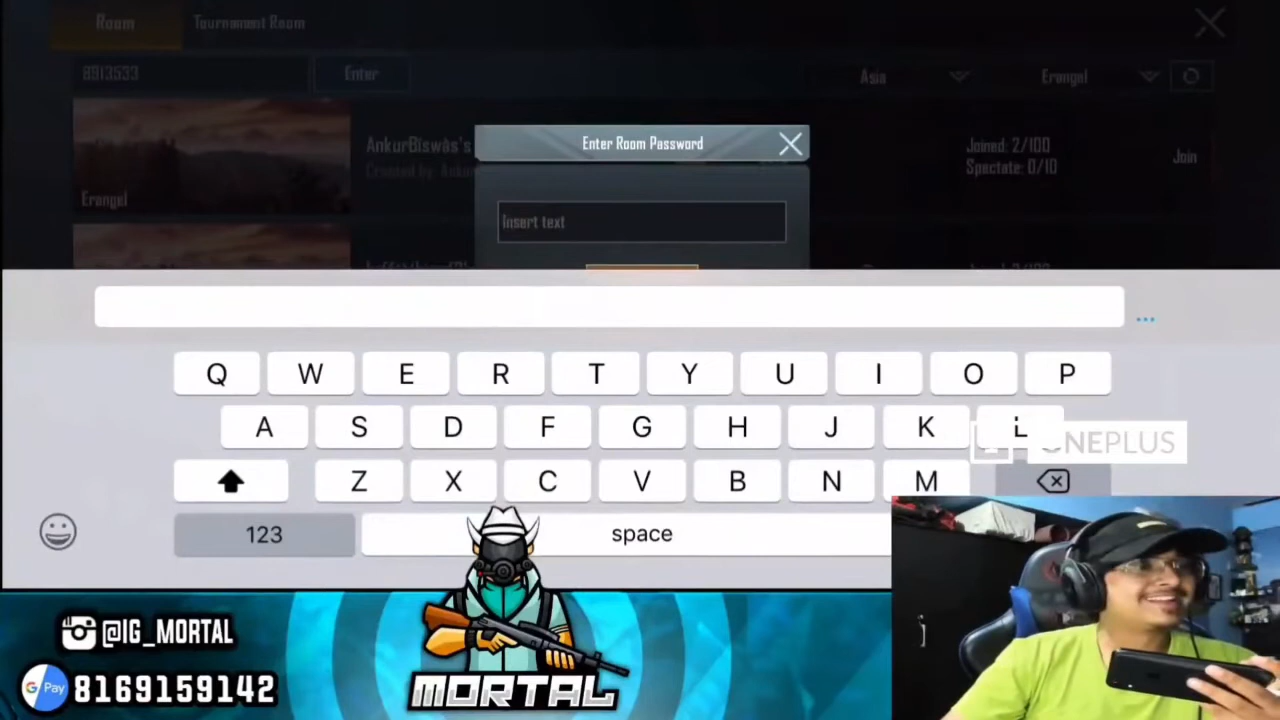 Room
Tournament Room
8913533
Enter
Asia
Erangel
Enter Room Password
AnkurBiswas's
Joined: 2/100
Spectate: 0/10
Join
Created by:
Erangel
Insert text
...
Q W E R T Y U I O P
A S D F G H J K L
ONEPLUS
Z X C V B N M
123
space
@IG_MORTAL
G Pay 8169159142
MORTAL